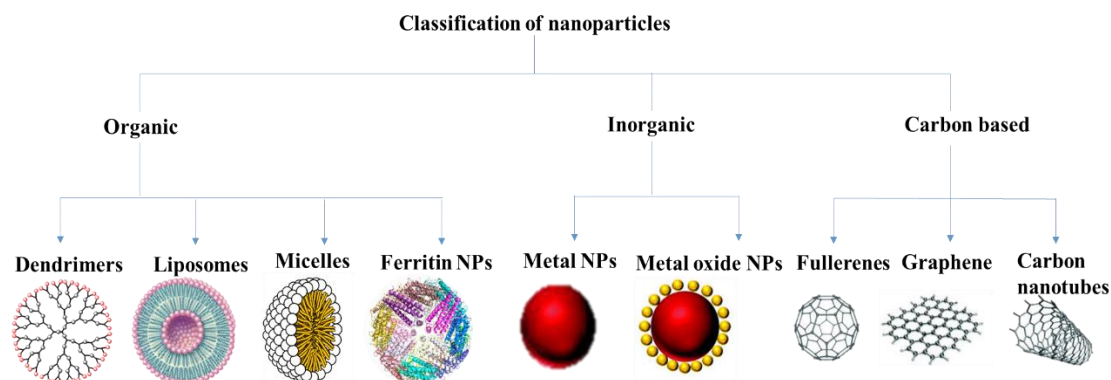 Classification of nanoparticles
Organic
Inorganic
Carbon based
Dendrimers
Liposomes
Micelles
Ferritin NPs
Metal NPs
Metal oxide NPs
Fullerenes
Graphene
Carbon
nanotubes